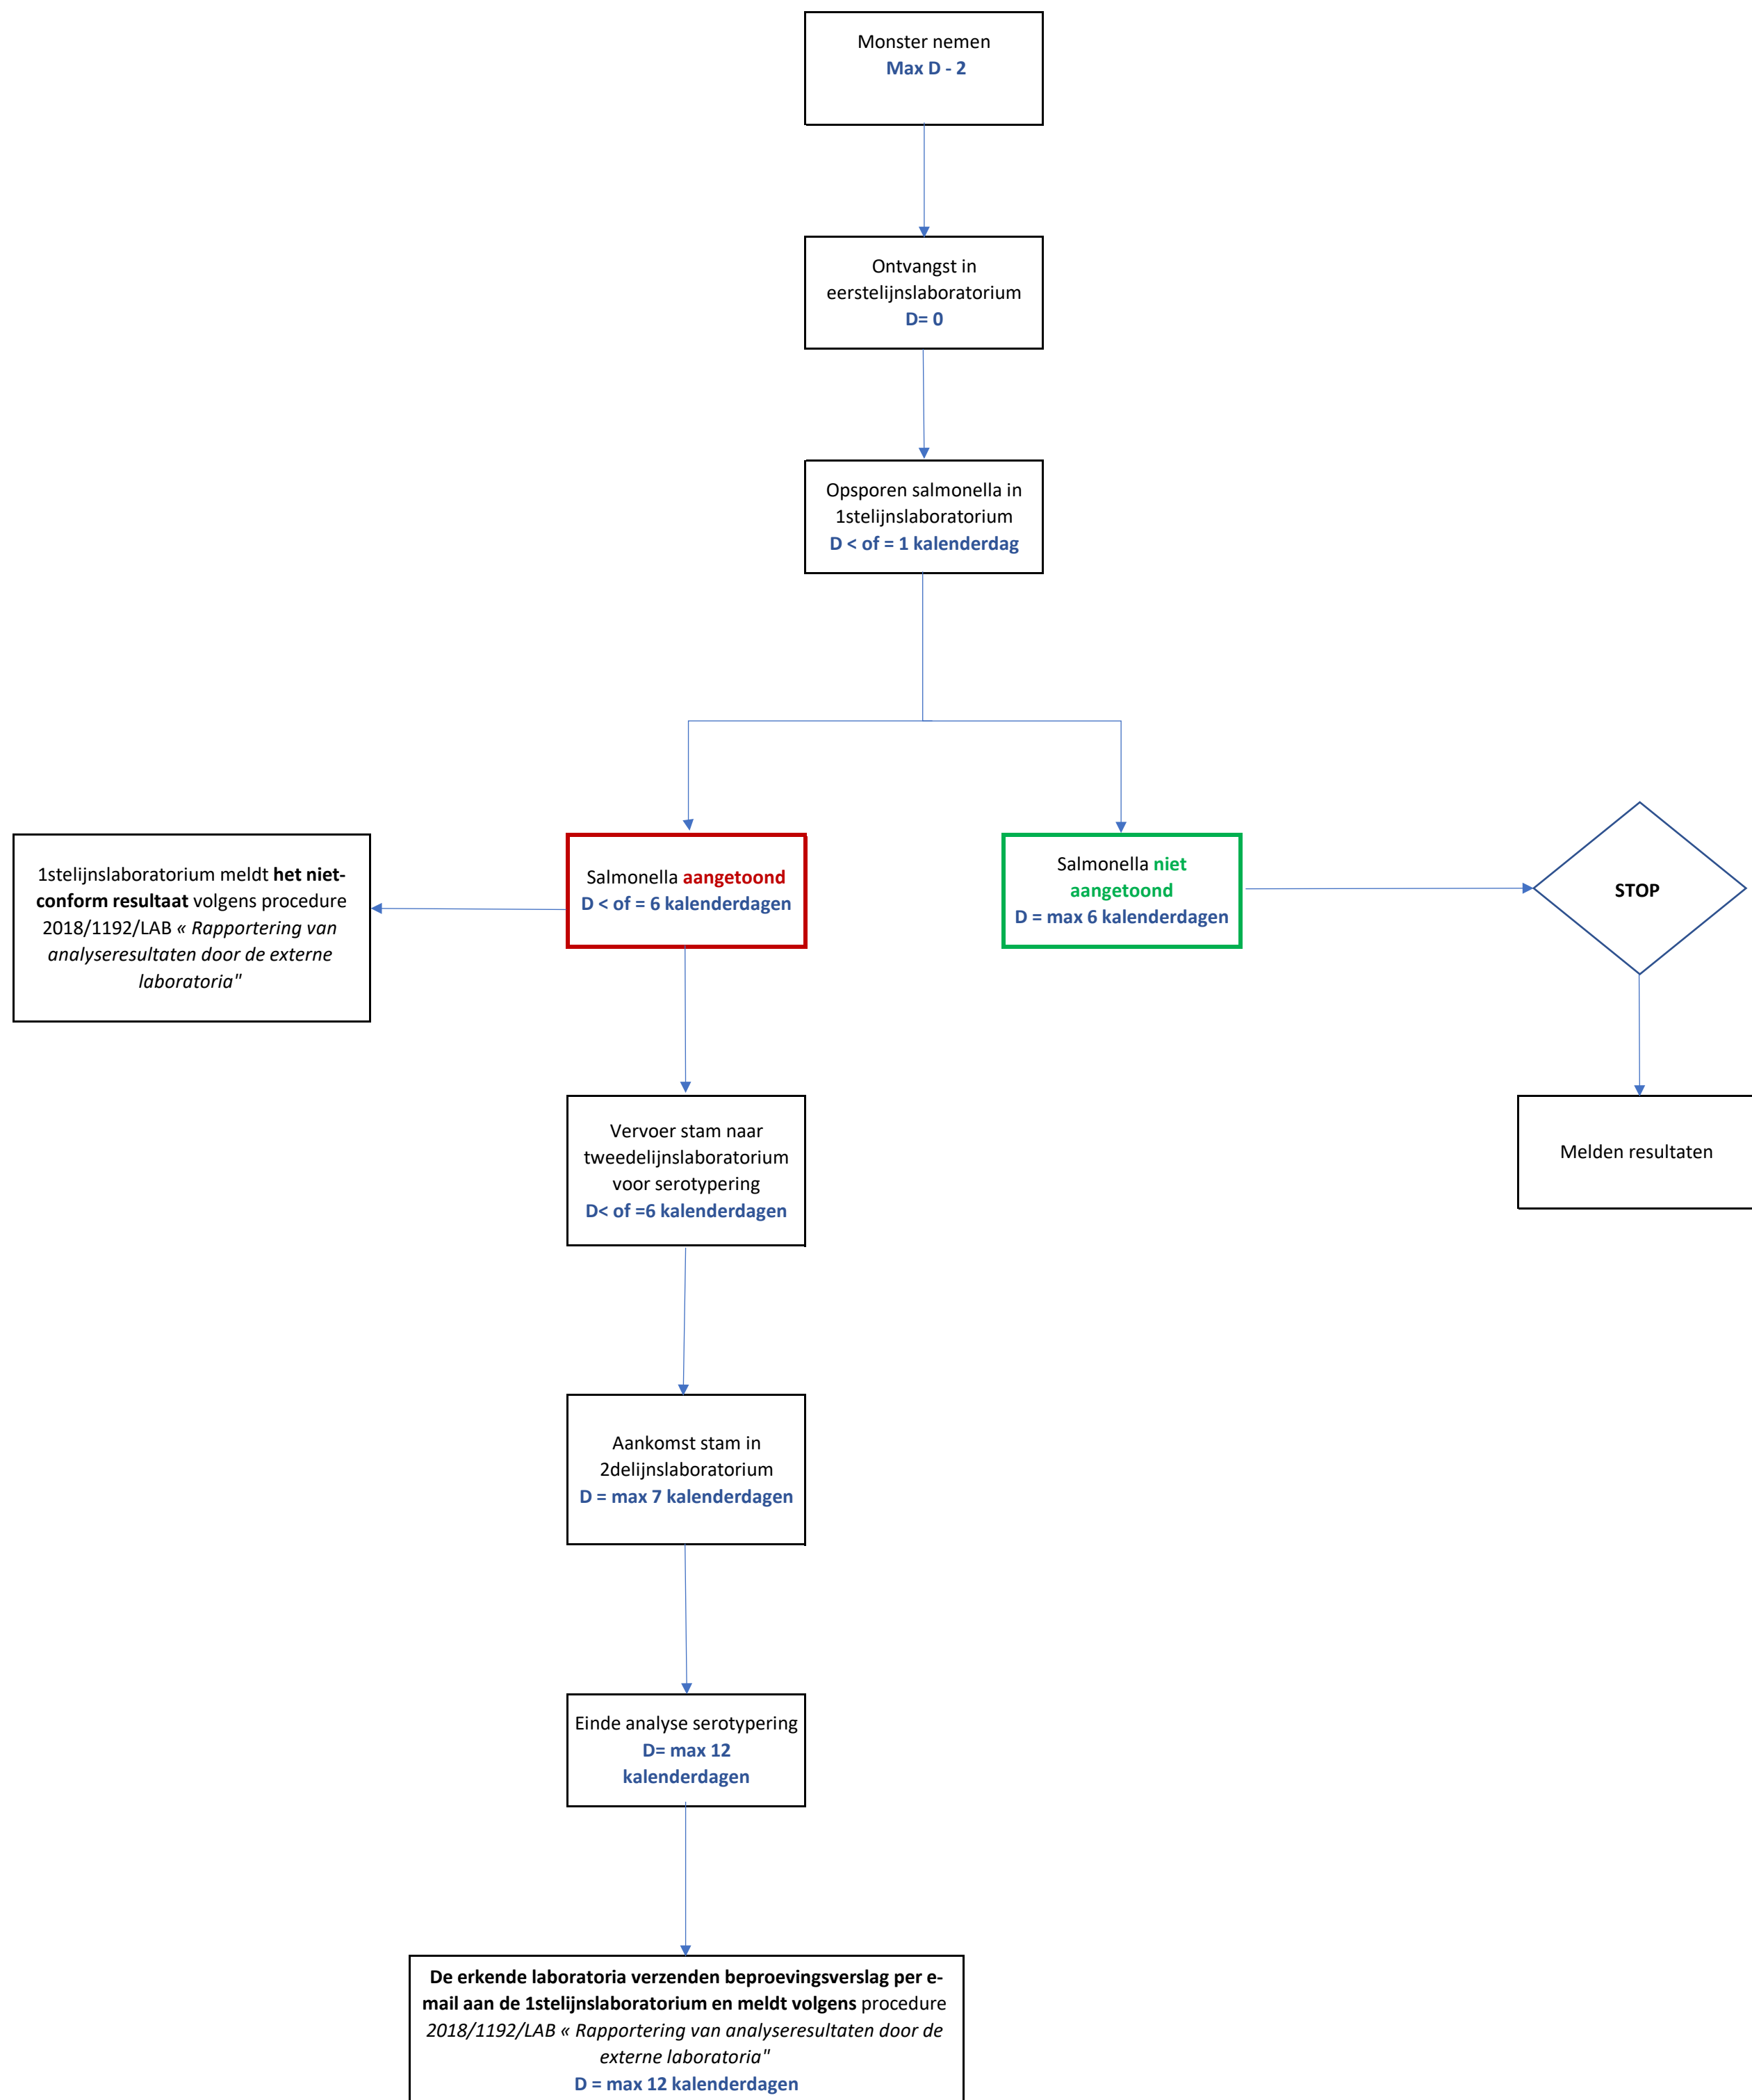 Monster nemen
Max D - 2
Ontvangst in
eerstelijnslaboratorium
D= 0
Opsporen salmonella in
1stelijnslaboratorium
D < of = 1 kalenderdag
1stelijnslaboratorium meldt het niet-
conform resultaat volgens procedure
2018/1192/LAB « Rapportering van
analyseresultaten door de externe
laboratoria"
Salmonella aangetoond
D < of = 6 kalenderdagen
Salmonella niet
aangetoond
D = max 6 kalenderdagen
STOP
Vervoer stam naar
tweedelijnslaboratorium
voor serotypering
D< of =6 kalenderdagen
Melden resultaten
Aankomst stam in
2delijnslaboratorium
D = max 7 kalenderdagen
Einde analyse serotypering
D= max 12
kalenderdagen
De erkende laboratoria verzenden beproevingsverslag per e-
mail aan de 1stelijnslaboratorium en meldt volgens procedure
2018/1192/LAB « Rapportering van analyseresultaten door de
externe laboratoria"
D = max 12 kalenderdagen